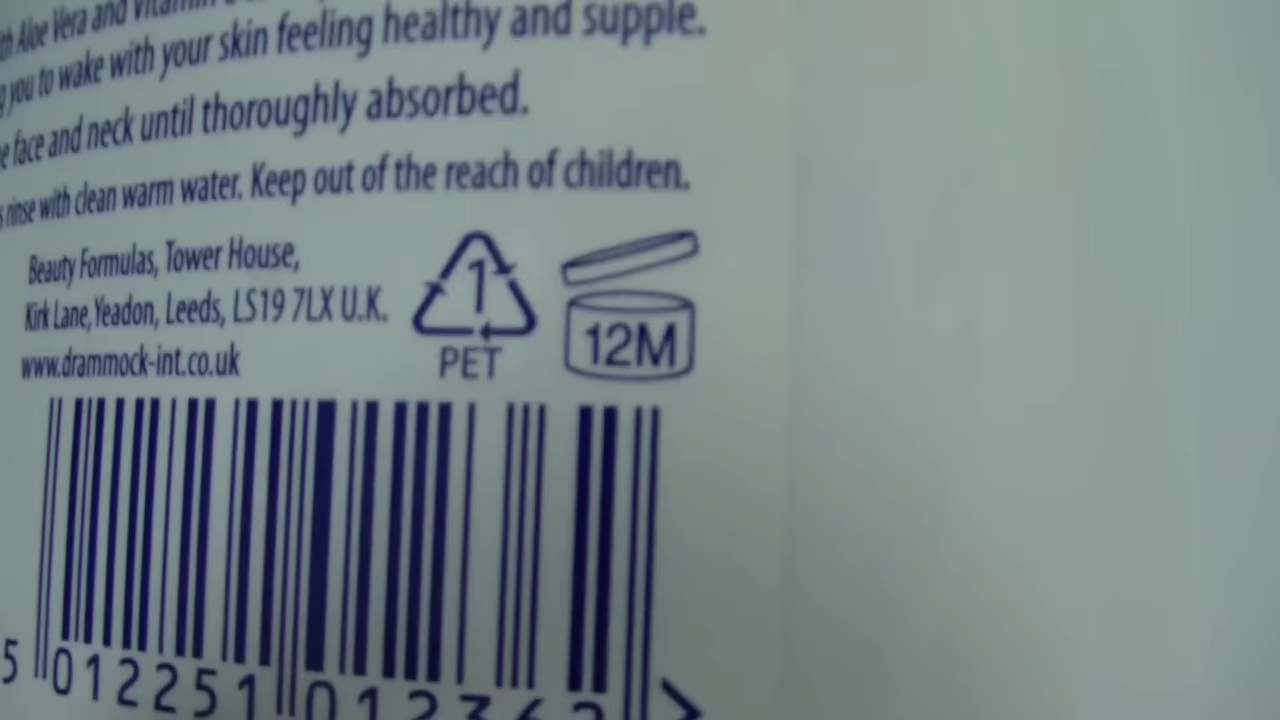 Aloe Vera and Vitamin
you to wake with your skin feeling healthy and supple.
face and neck until thoroughly absorbed.
rinse with clean warm water. Keep out of the reach of children.
Beauty Formulas, Tower House,
Kirk Lane, Yeadon, Leeds, LS19 7LX U.K.
www.drammock-int.co.uk
1
PET
12M
5 012251 012362 >